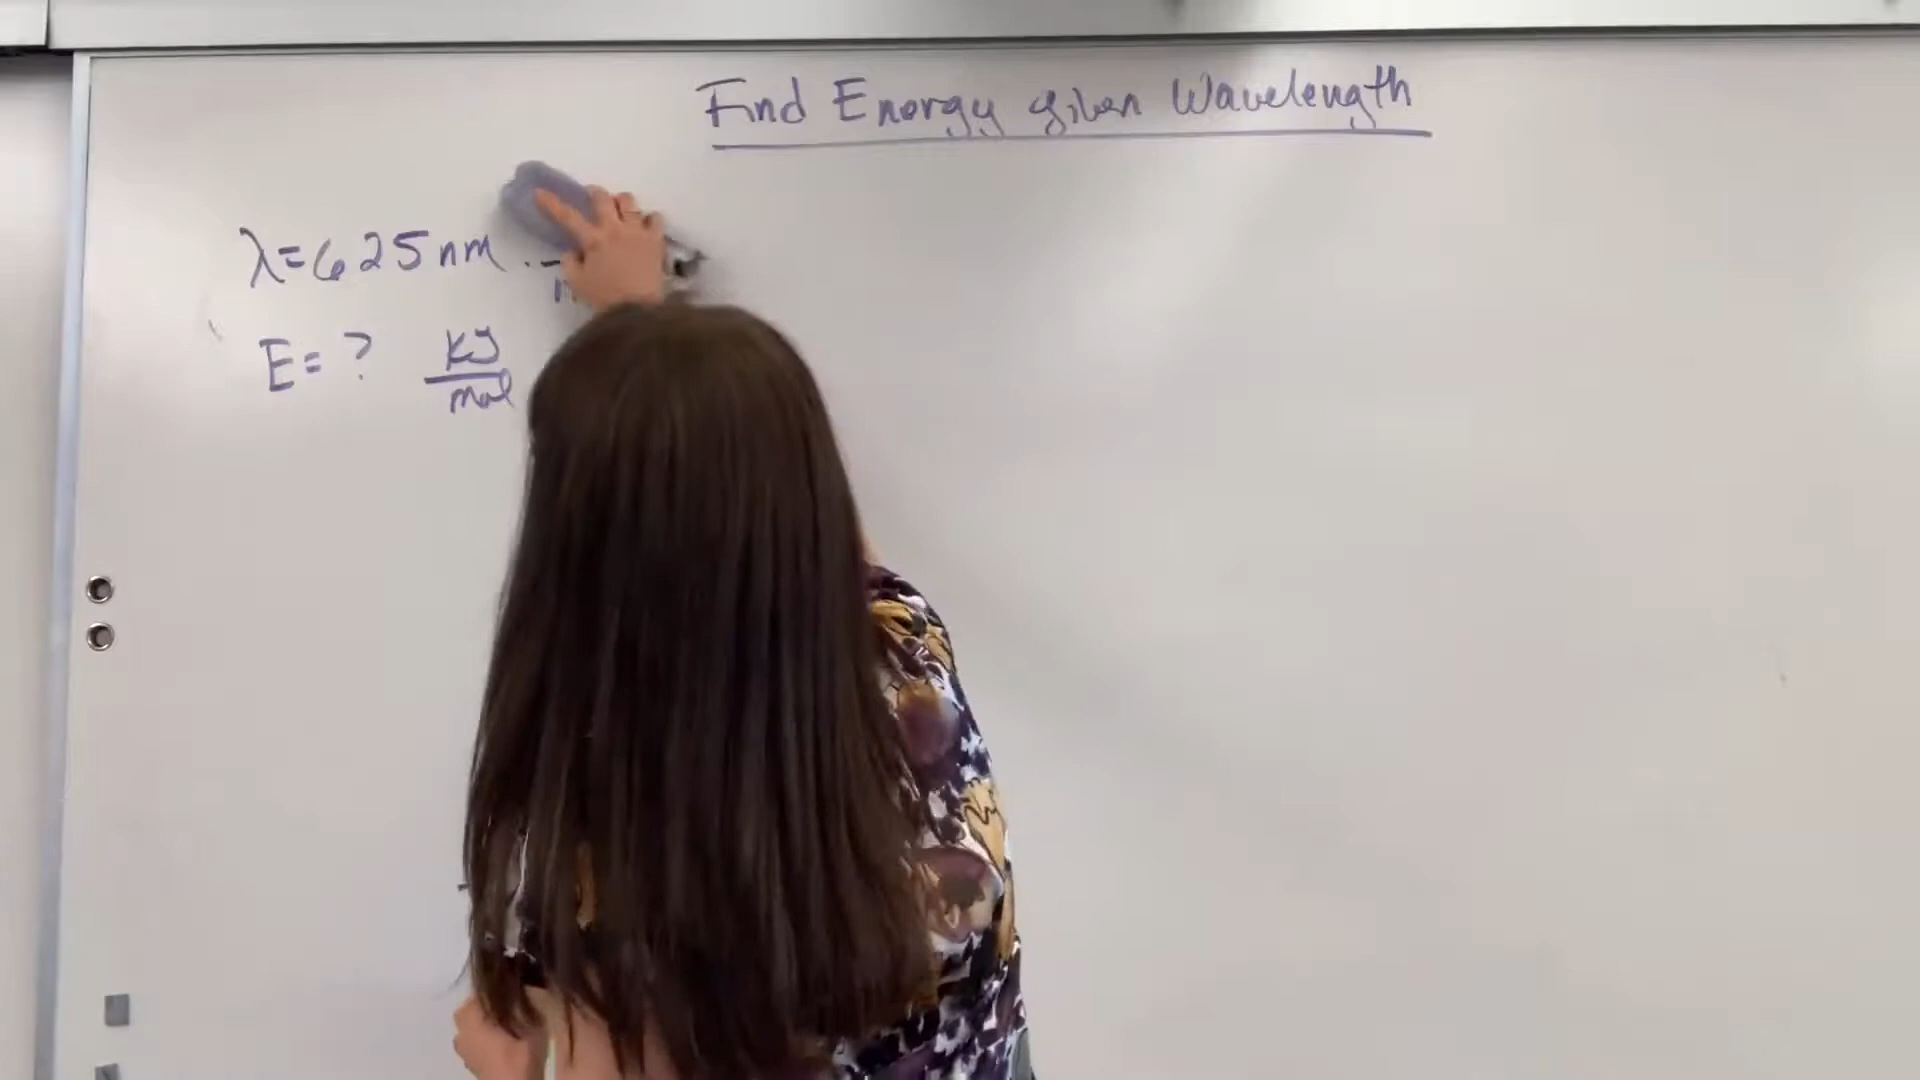 Find Energy given Wavelength
λ=625nm · —
E= ? kJ
mol